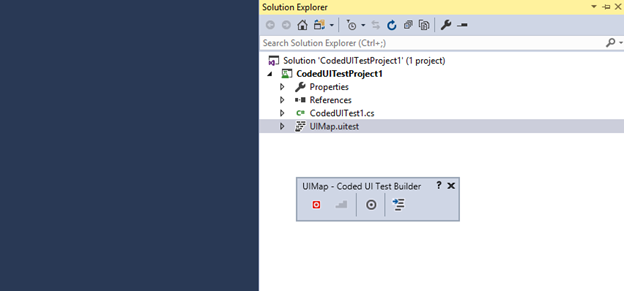 Solution Explorer
Search Solution Explorer (Ctrl+;)
Solution 'CodedUITestProject1' (1 project)
CodedUITestProject1
Properties
References
C# CodedUITest1.cs
UIMap.uitest
UIMap - Coded UI Test Builder ?